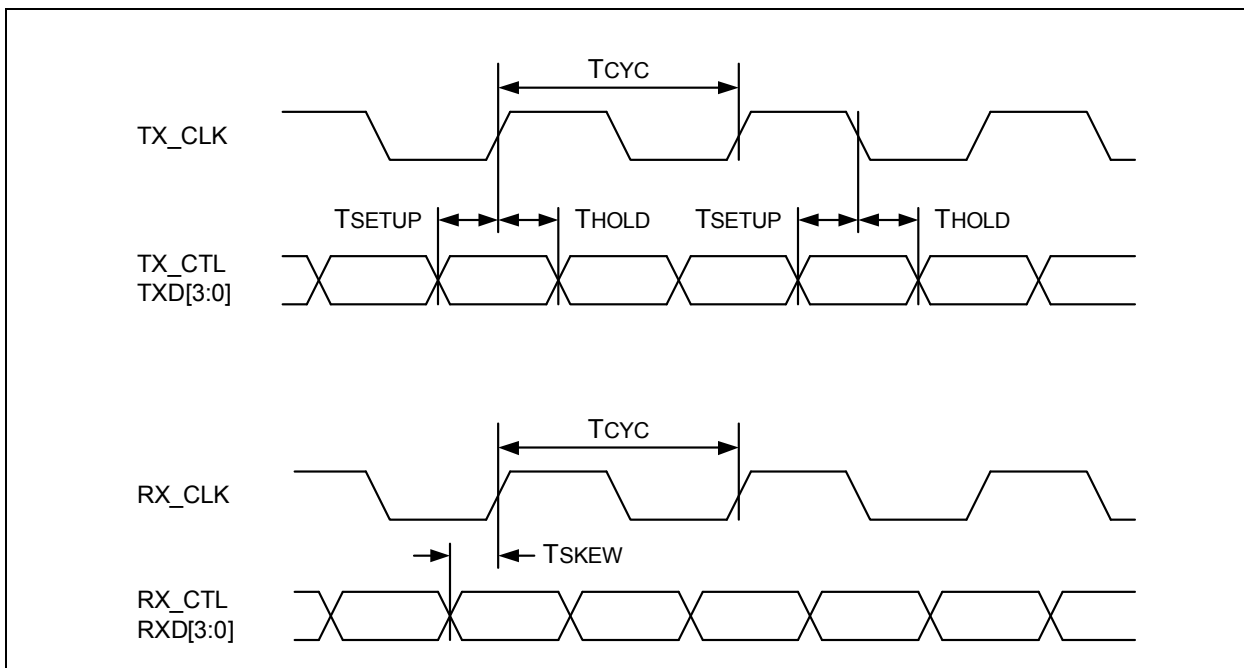 TCYC
TX_CLK
TSETUP THOLD TSETUP THOLD
TX_CTL
TXD[3:0]
TCYC
RX_CLK
TSKEW
RX_CTL
RXD[3:0]